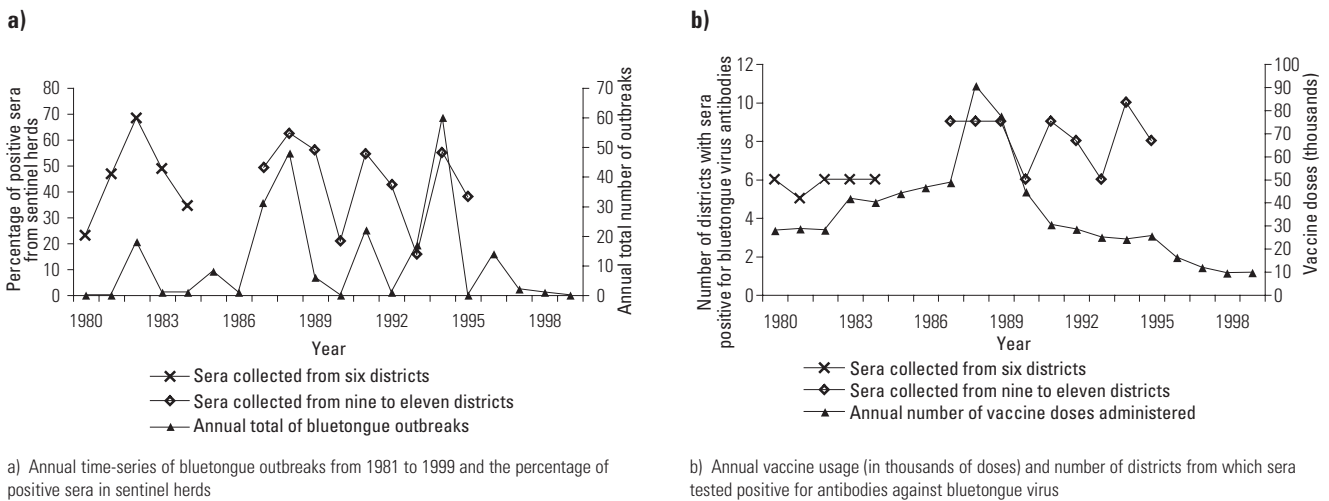 a)
Percentage of positive sera
from sentinel herds
80
70
60
50
40
30
20
10
0
70
60
50
40
30
20
10
0
Annual total number of outbreaks
1980 1983 1986 1989 1992 1995 1998
Year
Sera collected from six districts
Sera collected from nine to eleven districts
Annual total of bluetongue outbreaks
a) Annual time-series of bluetongue outbreaks from 1981 to 1999 and the percentage of
positive sera in sentinel herds
b)
Number of districts with sera
positive for bluetongue virus antibodies
12
10
8
6
4
2
0
100
90
80
70
60
50
40
30
20
10
0
Vaccine doses (thousands)
1980 1983 1986 1989 1992 1995 1998
Year
Sera collected from six districts
Sera collected from nine to eleven districts
Annual number of vaccine doses administered
b) Annual vaccine usage (in thousands of doses) and number of districts from which sera
tested positive for antibodies against bluetongue virus